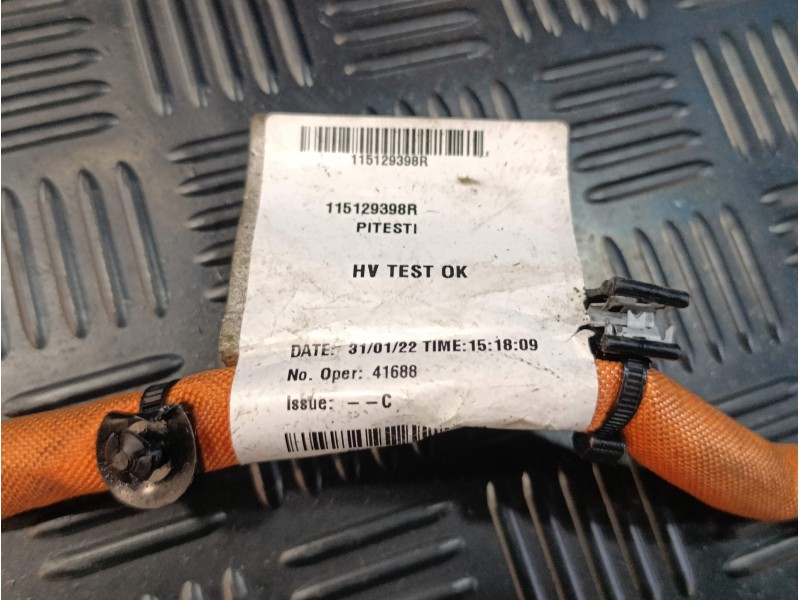 115129398R
115129398R
PITESTI
HV TEST OK
DATE: 31/01/22 TIME:15:18:09
No. Oper: 41688
Issue: --C